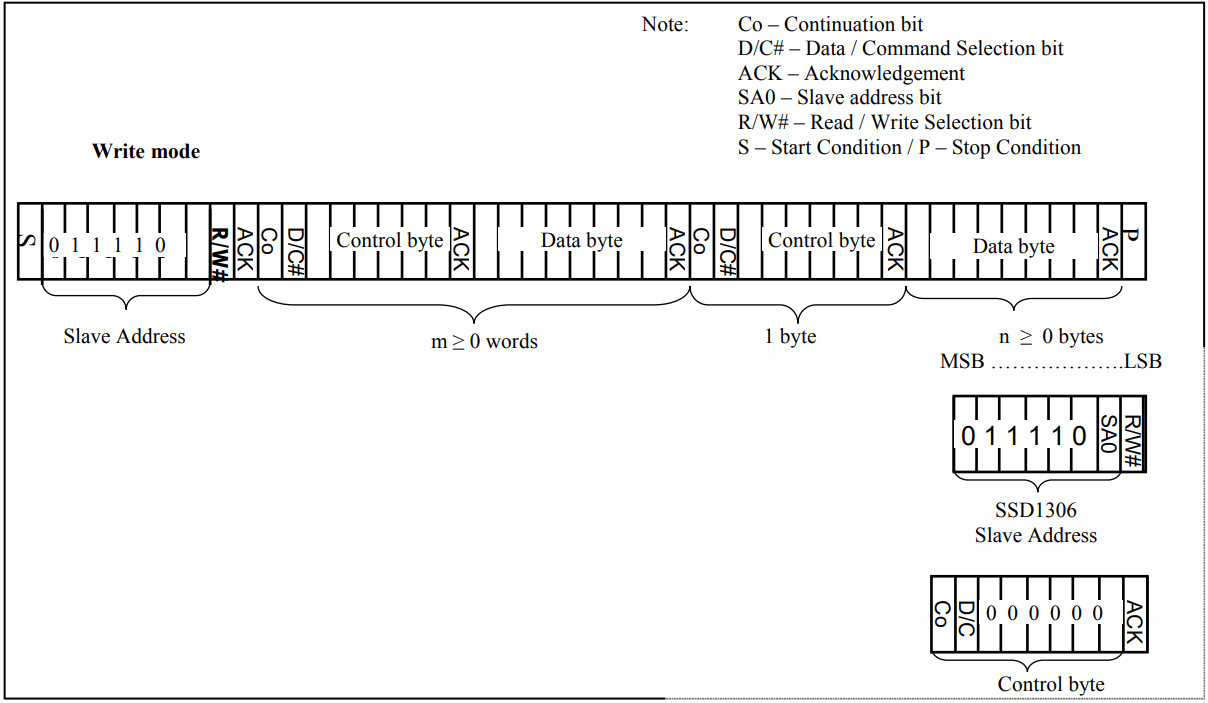 Note: Co – Continuation bit
D/C# – Data / Command Selection bit
ACK – Acknowledgement
SA0 – Slave address bit
R/W# – Read / Write Selection bit
S – Start Condition / P – Stop Condition
Write mode
S 0 1 1 1 1 0 R/W# ACK Co D/C# Control byte ACK Data byte ACK Co D/C# Control byte ACK Data byte ACK P
Slave Address m ≥ 0 words 1 byte n ≥ 0 bytes
MSB ………………….LSB
0 1 1 1 1 0 SA0 R/W#
SSD1306
Slave Address
Co D/C 0 0 0 0 0 0 ACK
Control byte